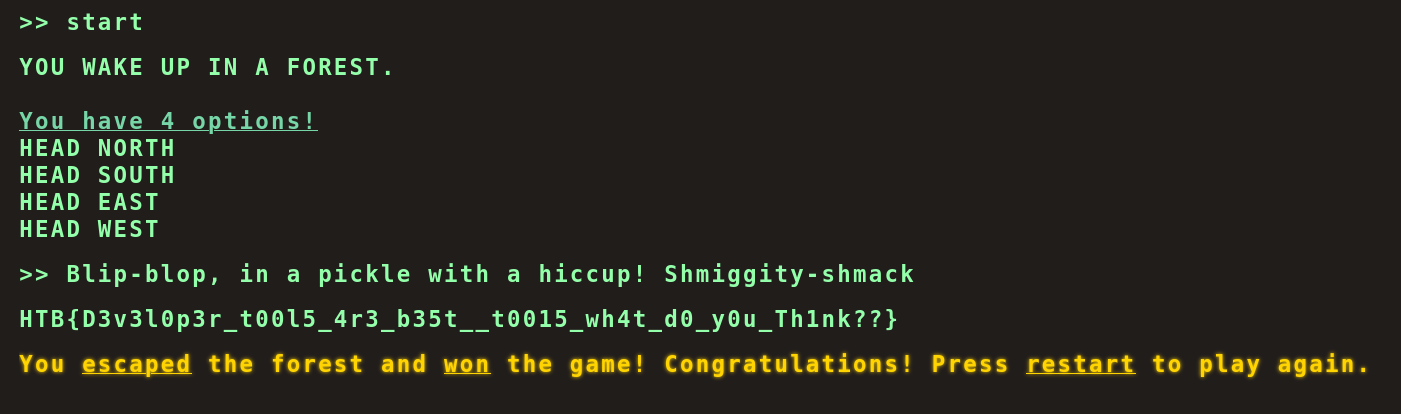 >> start
YOU WAKE UP IN A FOREST.
You have 4 options!
HEAD NORTH
HEAD SOUTH
HEAD EAST
HEAD WEST
>> Blip-blop, in a pickle with a hiccup! Shmiggity-shmack
HTB{D3v3l0p3r_t00l5_4r3_b35t__t0015_wh4t_d0_y0u_Th1nk??}
You escaped the forest and won the game! Congratulations! Press restart to play again.